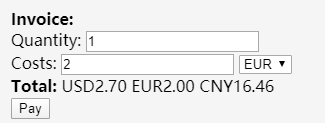 Invoice:
Quantity: 1
Costs: 2 EUR
Total: USD2.70 EUR2.00 CNY16.46
Pay